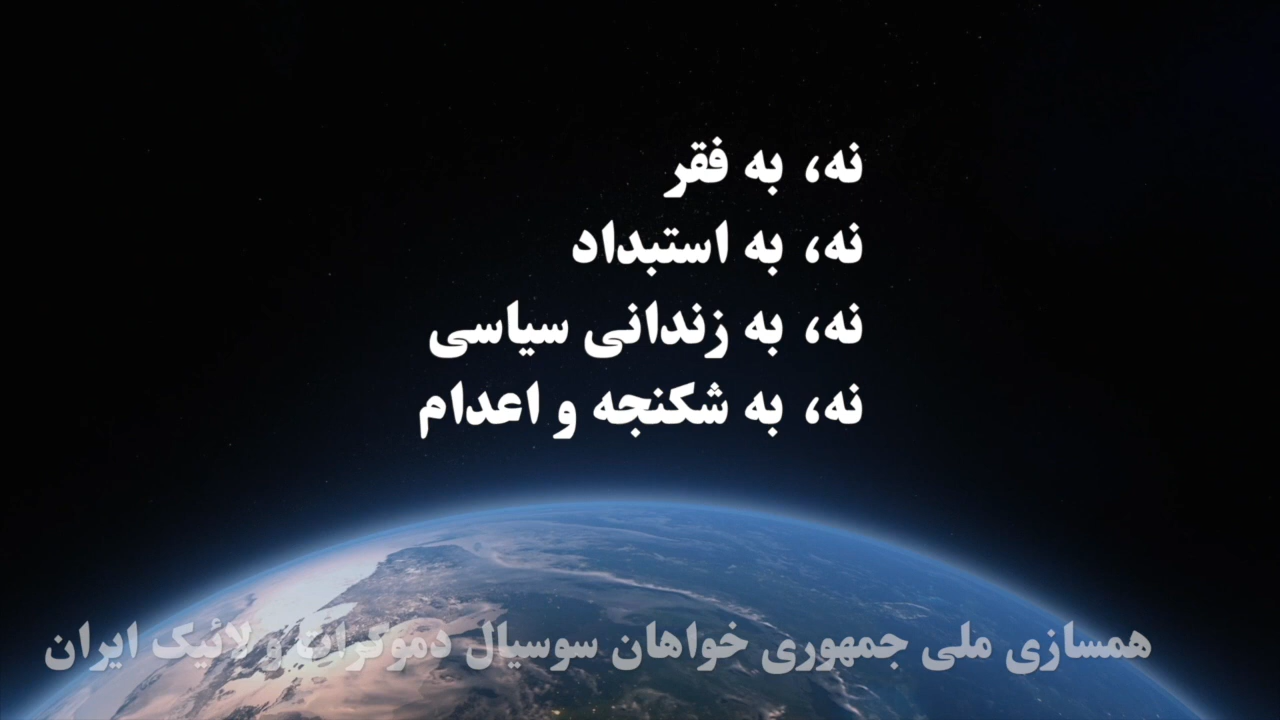 نه، به فقر
نه، به استبداد
نه، به زندانی سیاسی
نه، به شکنجه و اعدام
همسازی ملی جمهوری خواهان سوسیال دموکرات و لائیک ایران